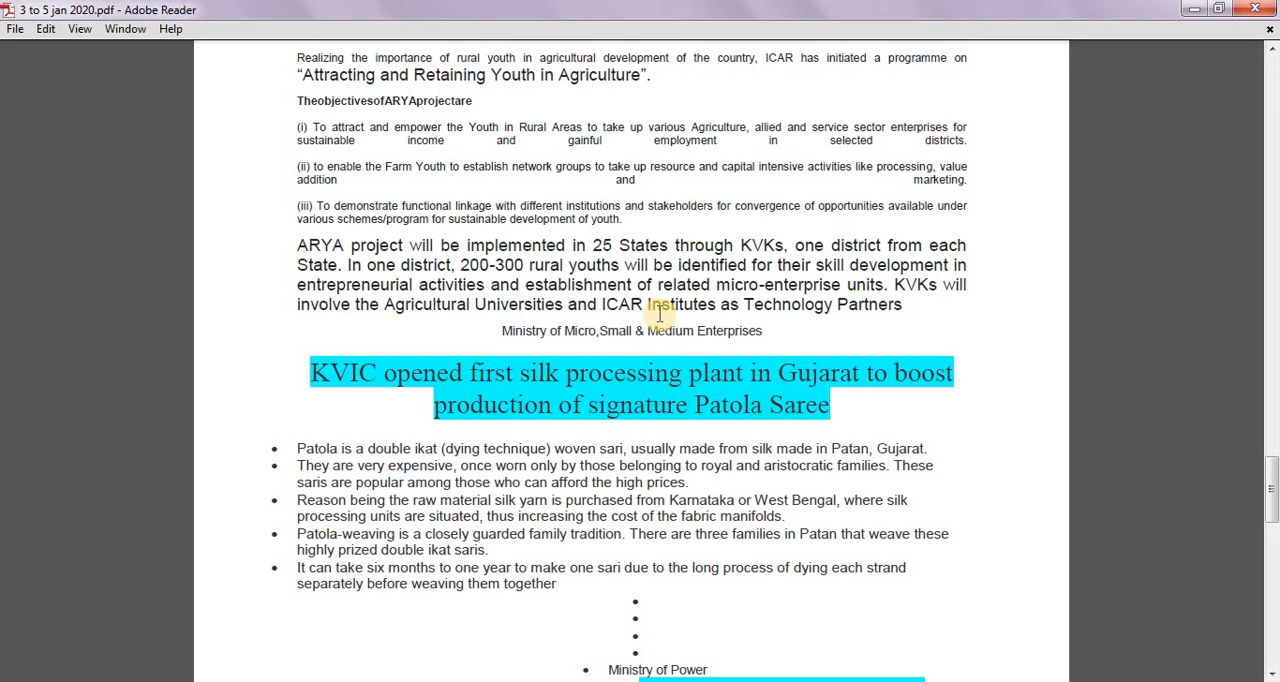 3 to 5 jan 2020.pdf - Adobe Reader
File Edit View Window Help
Realizing the importance of rural youth in agricultural development of the country, ICAR has initiated a programme on
“Attracting and Retaining Youth in Agriculture”.
TheobjectivesofARYAprojectare
(i) To attract and empower the Youth in Rural Areas to take up various Agriculture, allied and service sector enterprises for
sustainable income and gainful employment in selected districts.
(ii) to enable the Farm Youth to establish network groups to take up resource and capital intensive activities like processing, value
addition and marketing.
(iii) To demonstrate functional linkage with different institutions and stakeholders for convergence of opportunities available under
various schemes/program for sustainable development of youth.
ARYA project will be implemented in 25 States through KVKs, one district from each
State. In one district, 200-300 rural youths will be identified for their skill development in
entrepreneurial activities and establishment of related micro-enterprise units. KVKs will
involve the Agricultural Universities and ICAR Institutes as Technology Partners
Ministry of Micro,Small & Medium Enterprises
KVIC opened first silk processing plant in Gujarat to boost
production of signature Patola Saree
• Patola is a double ikat (dying technique) woven sari, usually made from silk made in Patan, Gujarat.
• They are very expensive, once worn only by those belonging to royal and aristocratic families. These
saris are popular among those who can afford the high prices.
• Reason being the raw material silk yarn is purchased from Karnataka or West Bengal, where silk
processing units are situated, thus increasing the cost of the fabric manifolds.
• Patola-weaving is a closely guarded family tradition. There are three families in Patan that weave these
highly prized double ikat saris.
• It can take six months to one year to make one sari due to the long process of dying each strand
separately before weaving them together
•
•
•
•
• Ministry of Power